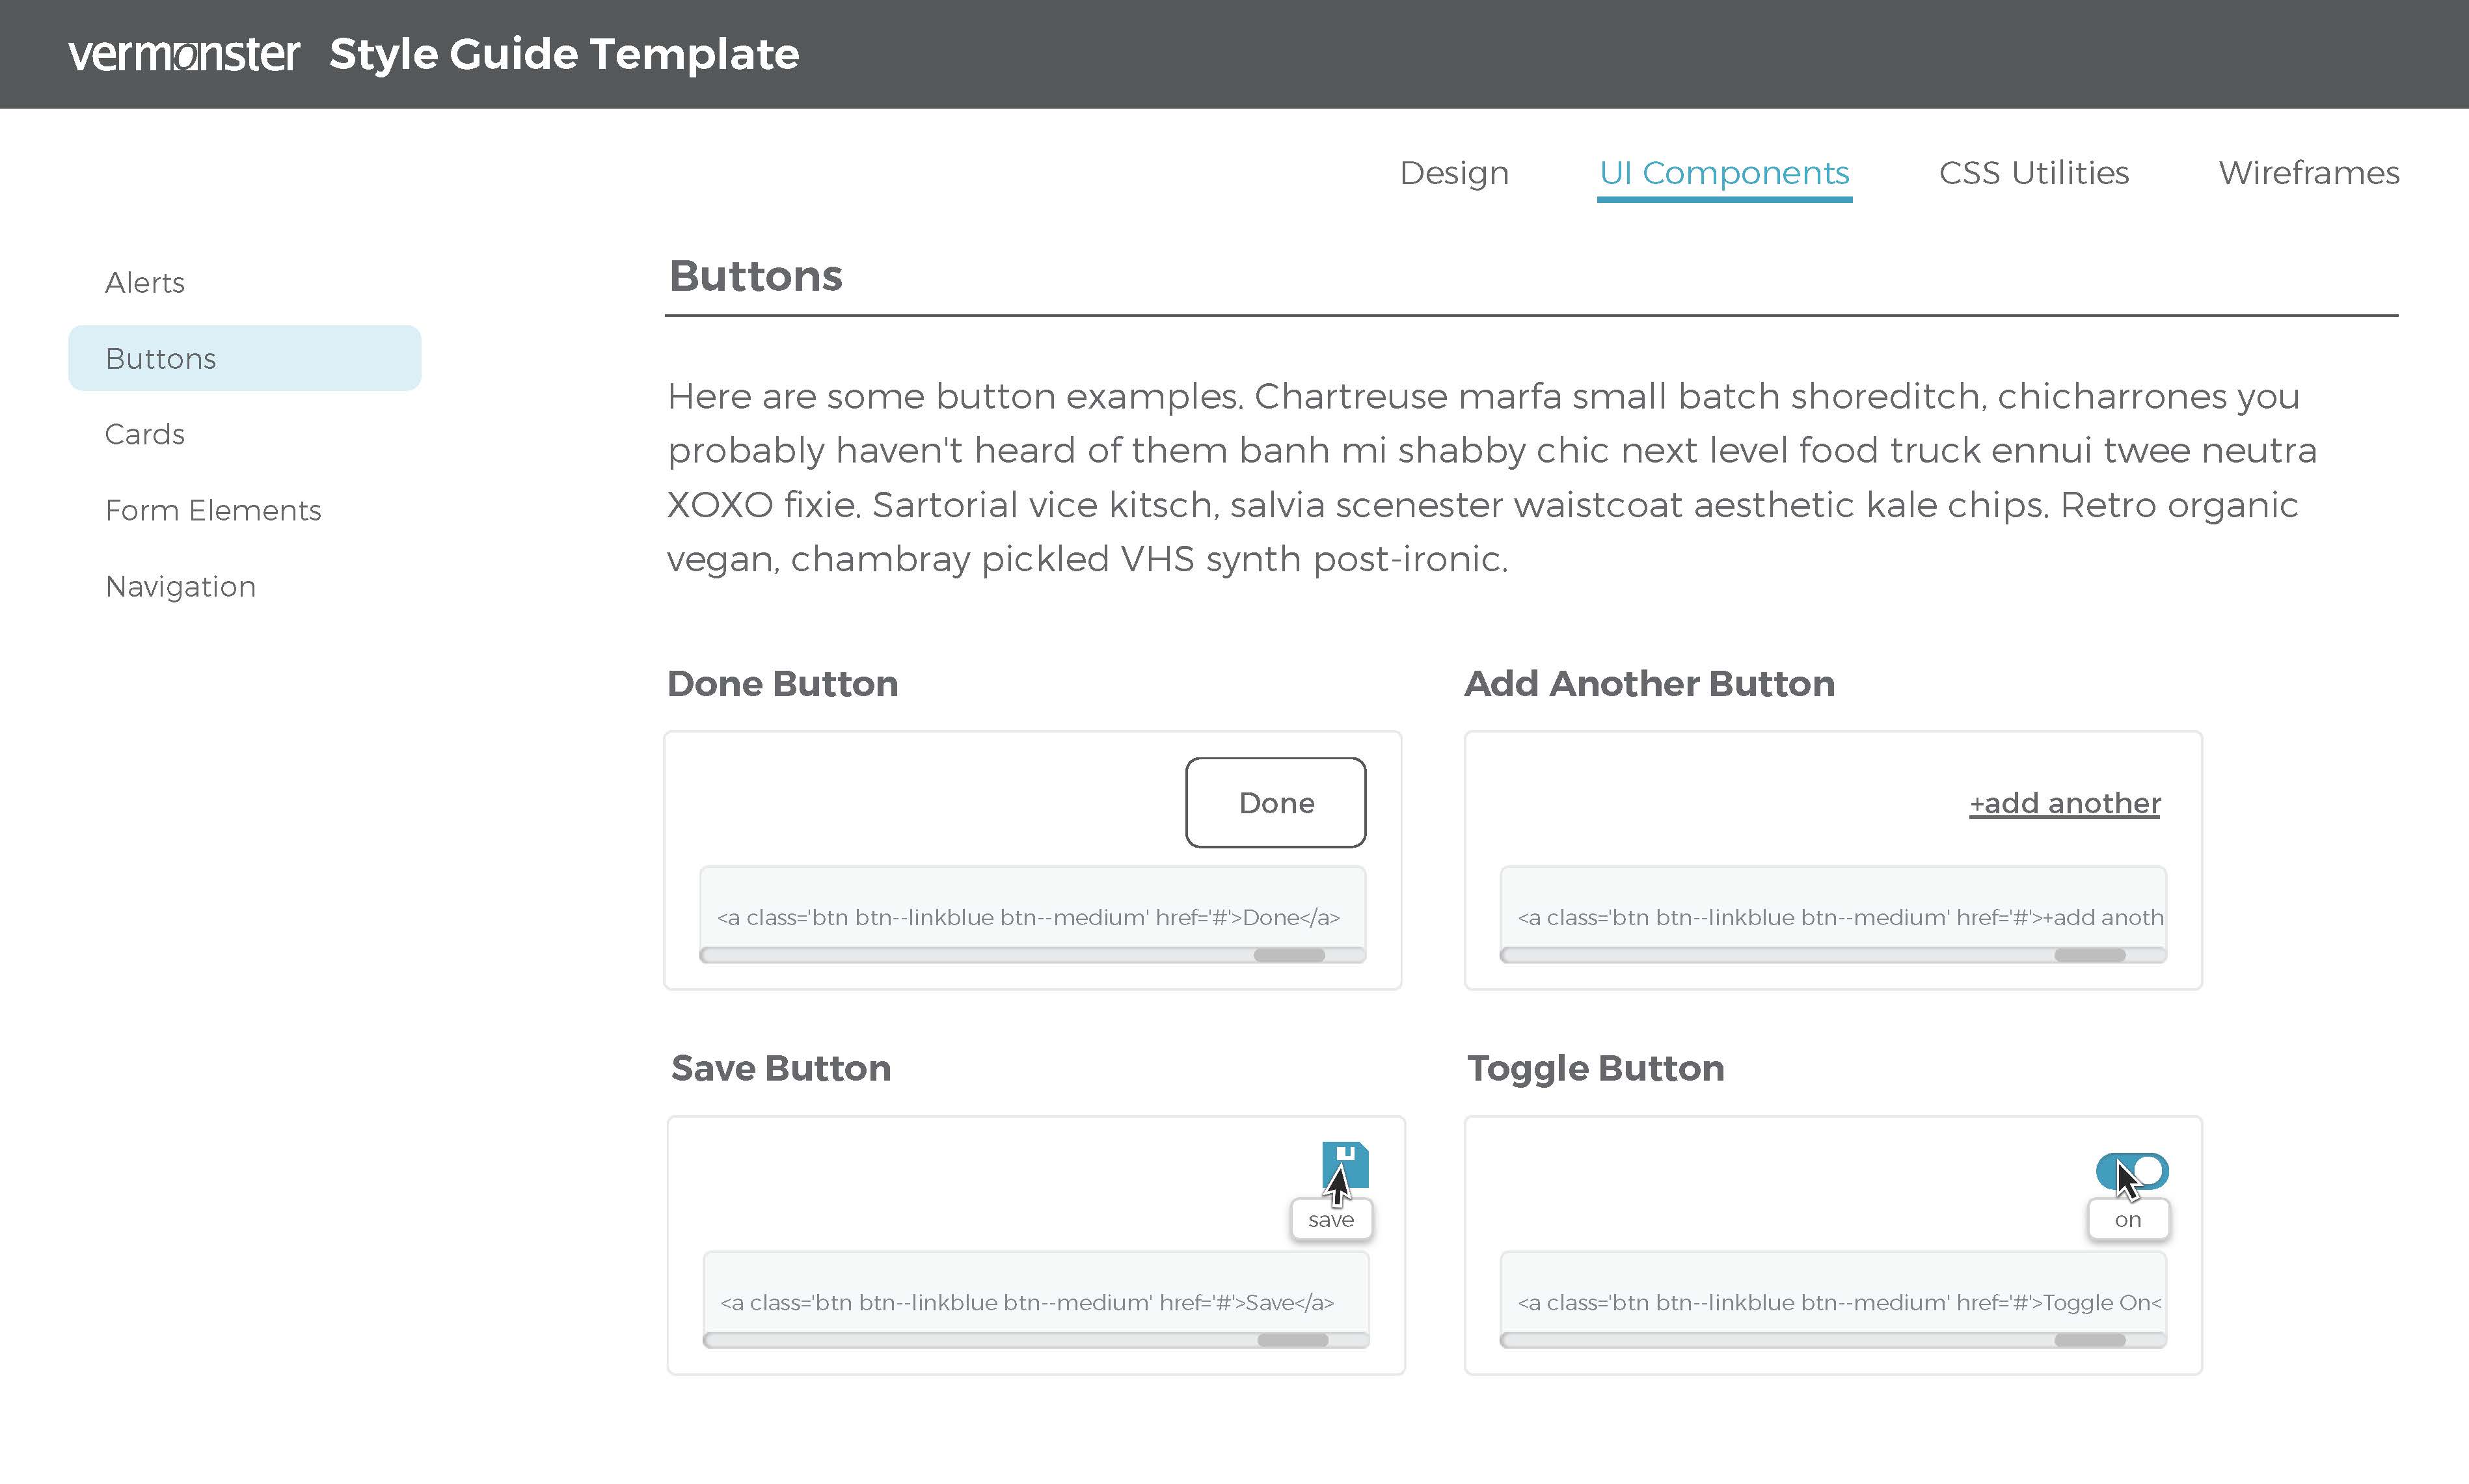 vermonster Style Guide Template
Design UI Components CSS Utilities Wireframes
Alerts
Buttons
Cards
Form Elements
Navigation
Buttons
Here are some button examples. Chartreuse marfa small batch shoreditch, chicharrones you
probably haven't heard of them banh mi shabby chic next level food truck ennui twee neutra
XOXO fixie. Sartorial vice kitsch, salvia scenester waistcoat aesthetic kale chips. Retro organic
vegan, chambray pickled VHS synth post-ironic.
Done Button
Done
<a class='btn btn--linkblue btn--medium' href='#'>Done</a>
Add Another Button
+add another
<a class='btn btn--linkblue btn--medium' href='#'>+add anoth
Save Button
save
<a class='btn btn--linkblue btn--medium' href='#'>Save</a>
Toggle Button
on
<a class='btn btn--linkblue btn--medium' href='#'>Toggle On<